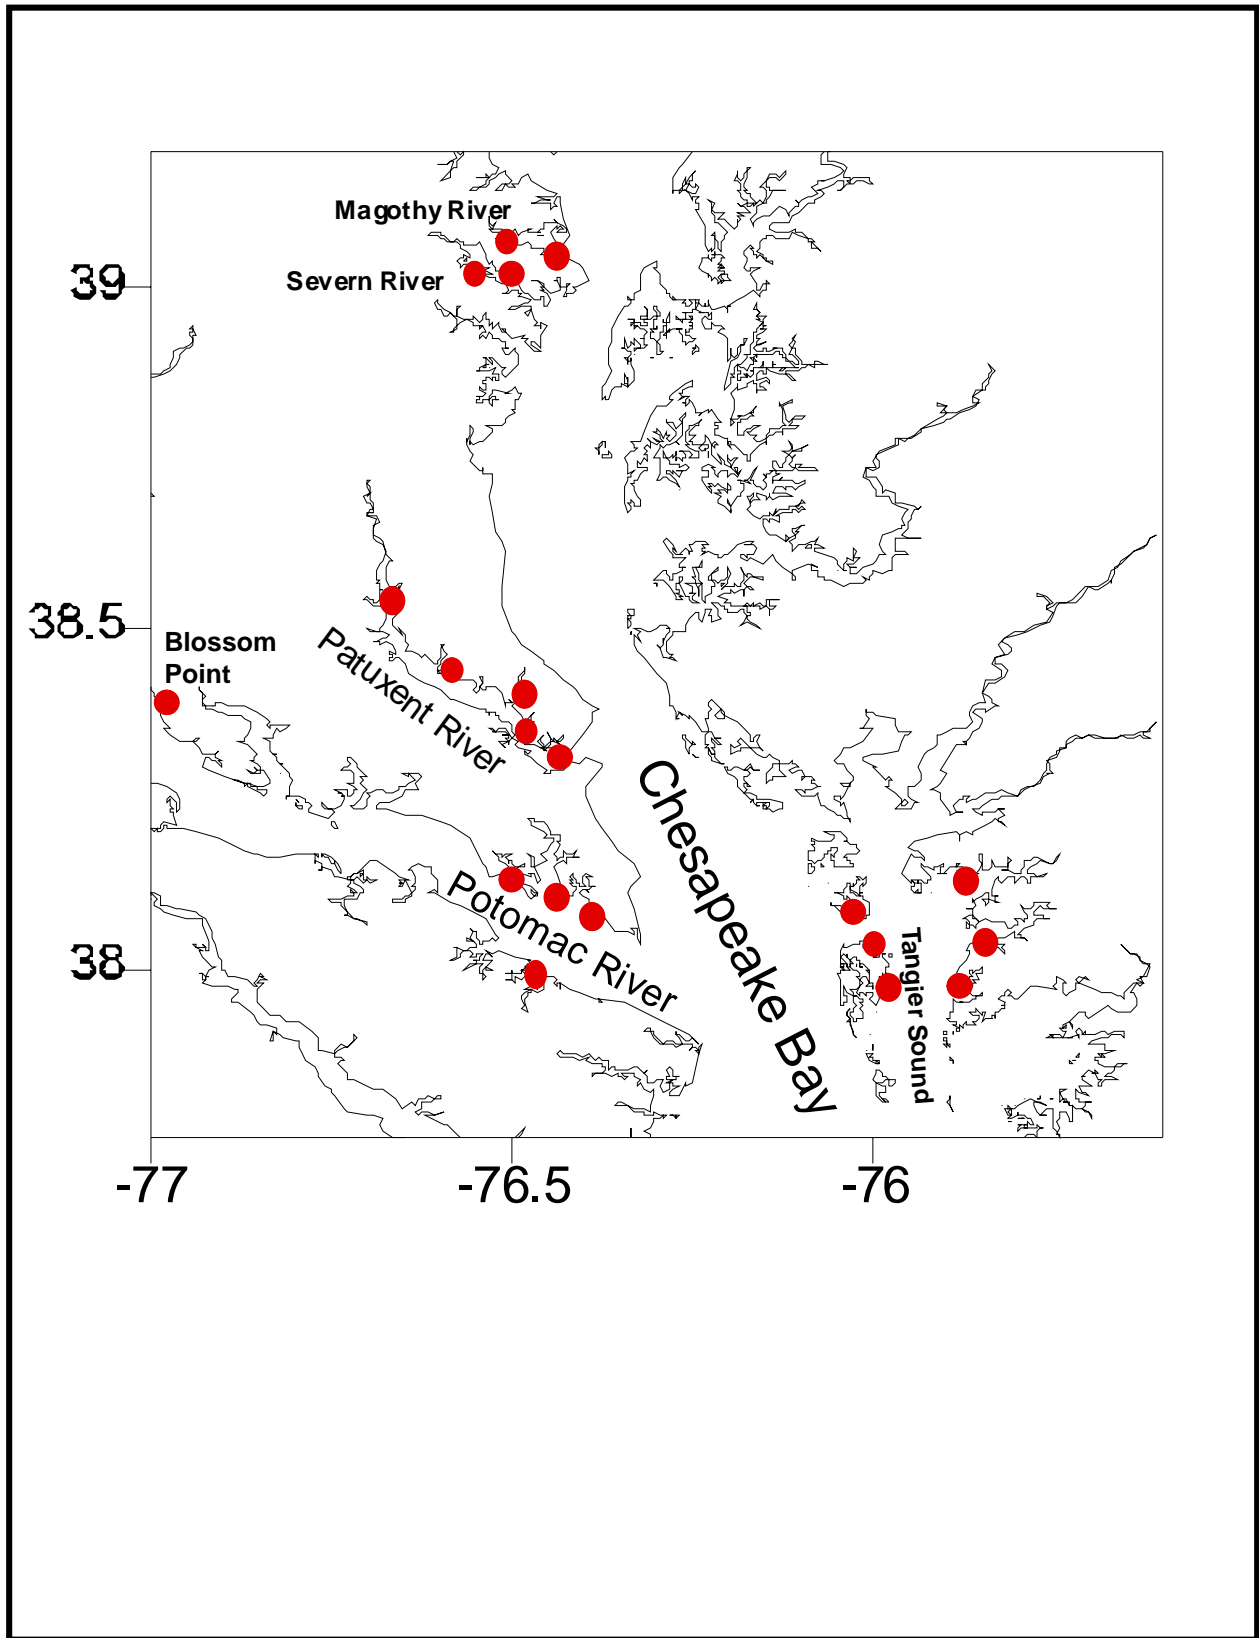 Magothy River
Severn River
39
38.5
Blossom
Point
Patuxent River
Chesapeake Bay
Potomac River
Tangier Sound
38
-77
-76.5
-76